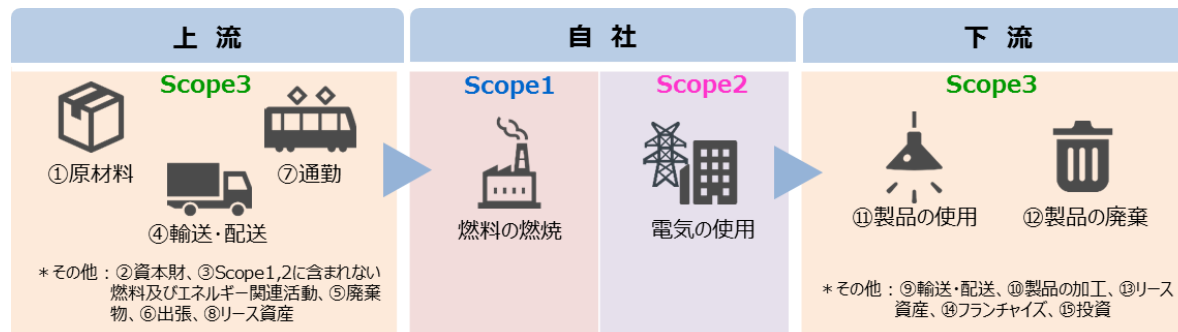 上 流
Scope3
①原材料
⑦通勤
④輸送・配送
＊その他：②資本財、③Scope1,2に含まれない
燃料及びエネルギー関連活動、⑤廃棄
物、⑥出張、⑧リース資産
自 社
Scope1
燃料の燃焼
Scope2
電気の使用
下 流
Scope3
⑪製品の使用
⑫製品の廃棄
＊その他：⑨輸送・配送、⑩製品の加工、⑬リース
資産、⑭フランチャイズ、⑮投資